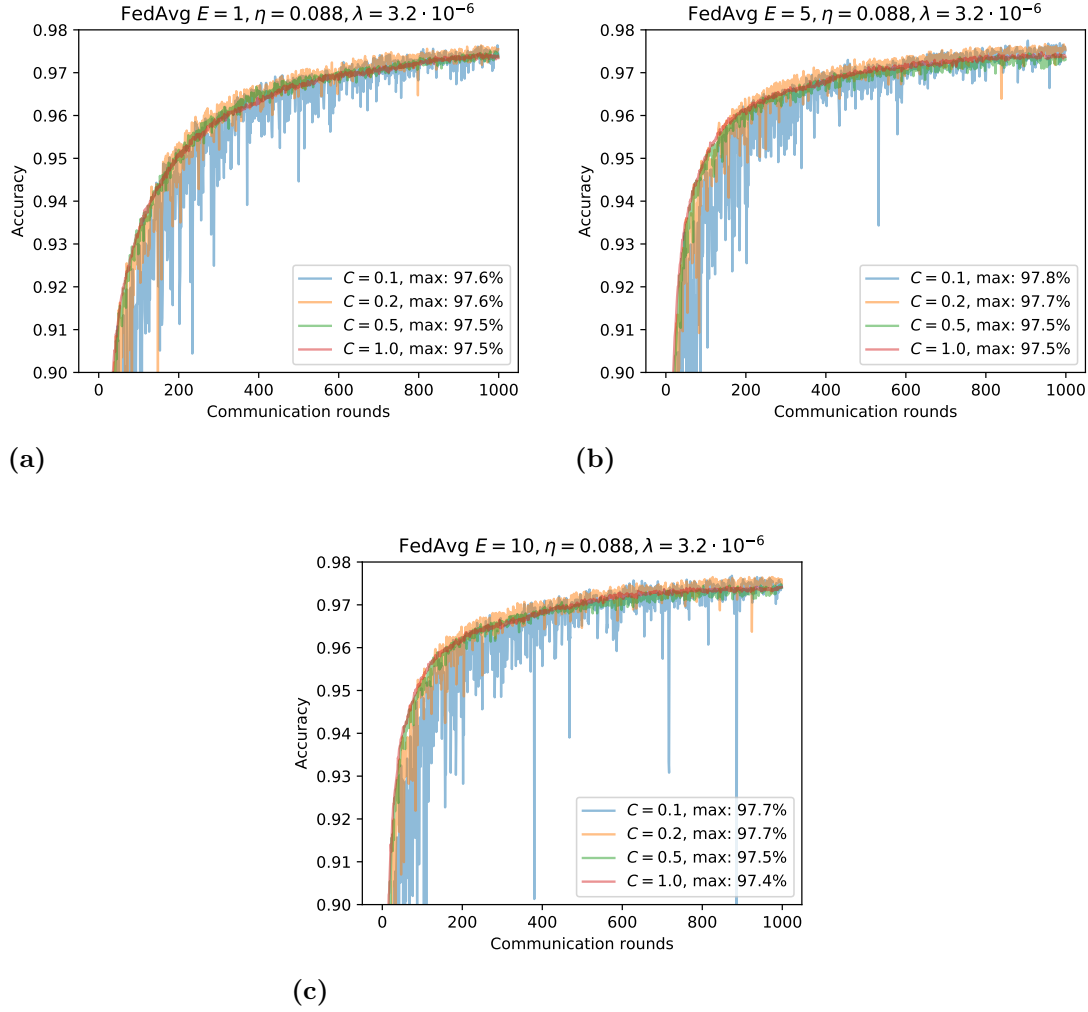 FedAvg E = 1, η = 0.088, λ = 3.2 · 10⁻⁶
0.98
0.97
0.96
0.95
0.94
0.93
0.92
0.91
0.90
Accuracy
C = 0.1, max: 97.6%
C = 0.2, max: 97.6%
C = 0.5, max: 97.5%
C = 1.0, max: 97.5%
0 200 400 600 800 1000
Communication rounds
(a)
FedAvg E = 5, η = 0.088, λ = 3.2 · 10⁻⁶
0.98
0.97
0.96
0.95
0.94
0.93
0.92
0.91
0.90
Accuracy
C = 0.1, max: 97.8%
C = 0.2, max: 97.7%
C = 0.5, max: 97.5%
C = 1.0, max: 97.5%
0 200 400 600 800 1000
Communication rounds
(b)
FedAvg E = 10, η = 0.088, λ = 3.2 · 10⁻⁶
0.98
0.97
0.96
0.95
0.94
0.93
0.92
0.91
0.90
Accuracy
C = 0.1, max: 97.7%
C = 0.2, max: 97.7%
C = 0.5, max: 97.5%
C = 1.0, max: 97.4%
0 200 400 600 800 1000
Communication rounds
(c)